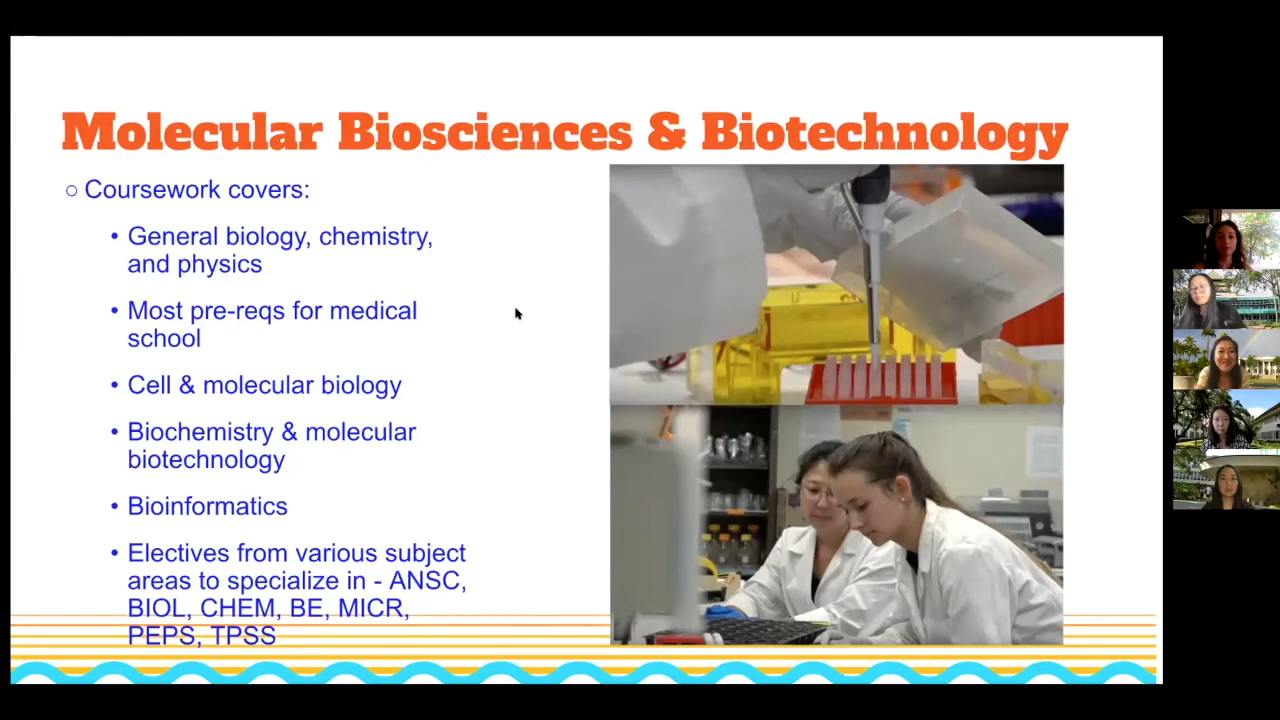 Molecular Biosciences & Biotechnology
○ Coursework covers:
• General biology, chemistry,
and physics
• Most pre-reqs for medical
school
• Cell & molecular biology
• Biochemistry & molecular
biotechnology
• Bioinformatics
• Electives from various subject
areas to specialize in - ANSC,
BIOL, CHEM, BE, MICR,
PEPS, TPSS